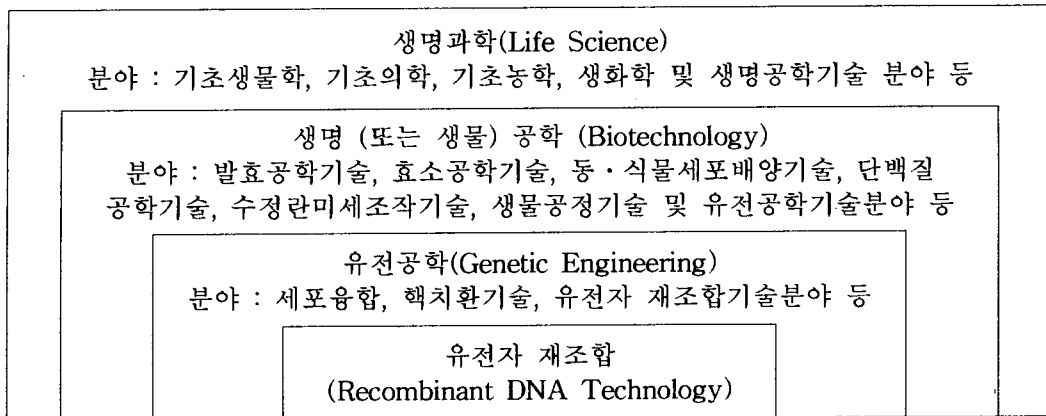 생명과학(Life Science)
분야 : 기초생물학, 기초의학, 기초농학, 생화학 및 생명공학기술 분야 등
생명 (또는 생물) 공학 (Biotechnology)
분야 : 발효공학기술, 효소공학기술, 동·식물세포배양기술, 단백질
공학기술, 수정란미세조작기술, 생물공정기술 및 유전공학기술분야 등
유전공학(Genetic Engineering)
분야 : 세포융합, 핵치환기술, 유전자 재조합기술분야 등
유전자 재조합
(Recombinant DNA Technology)